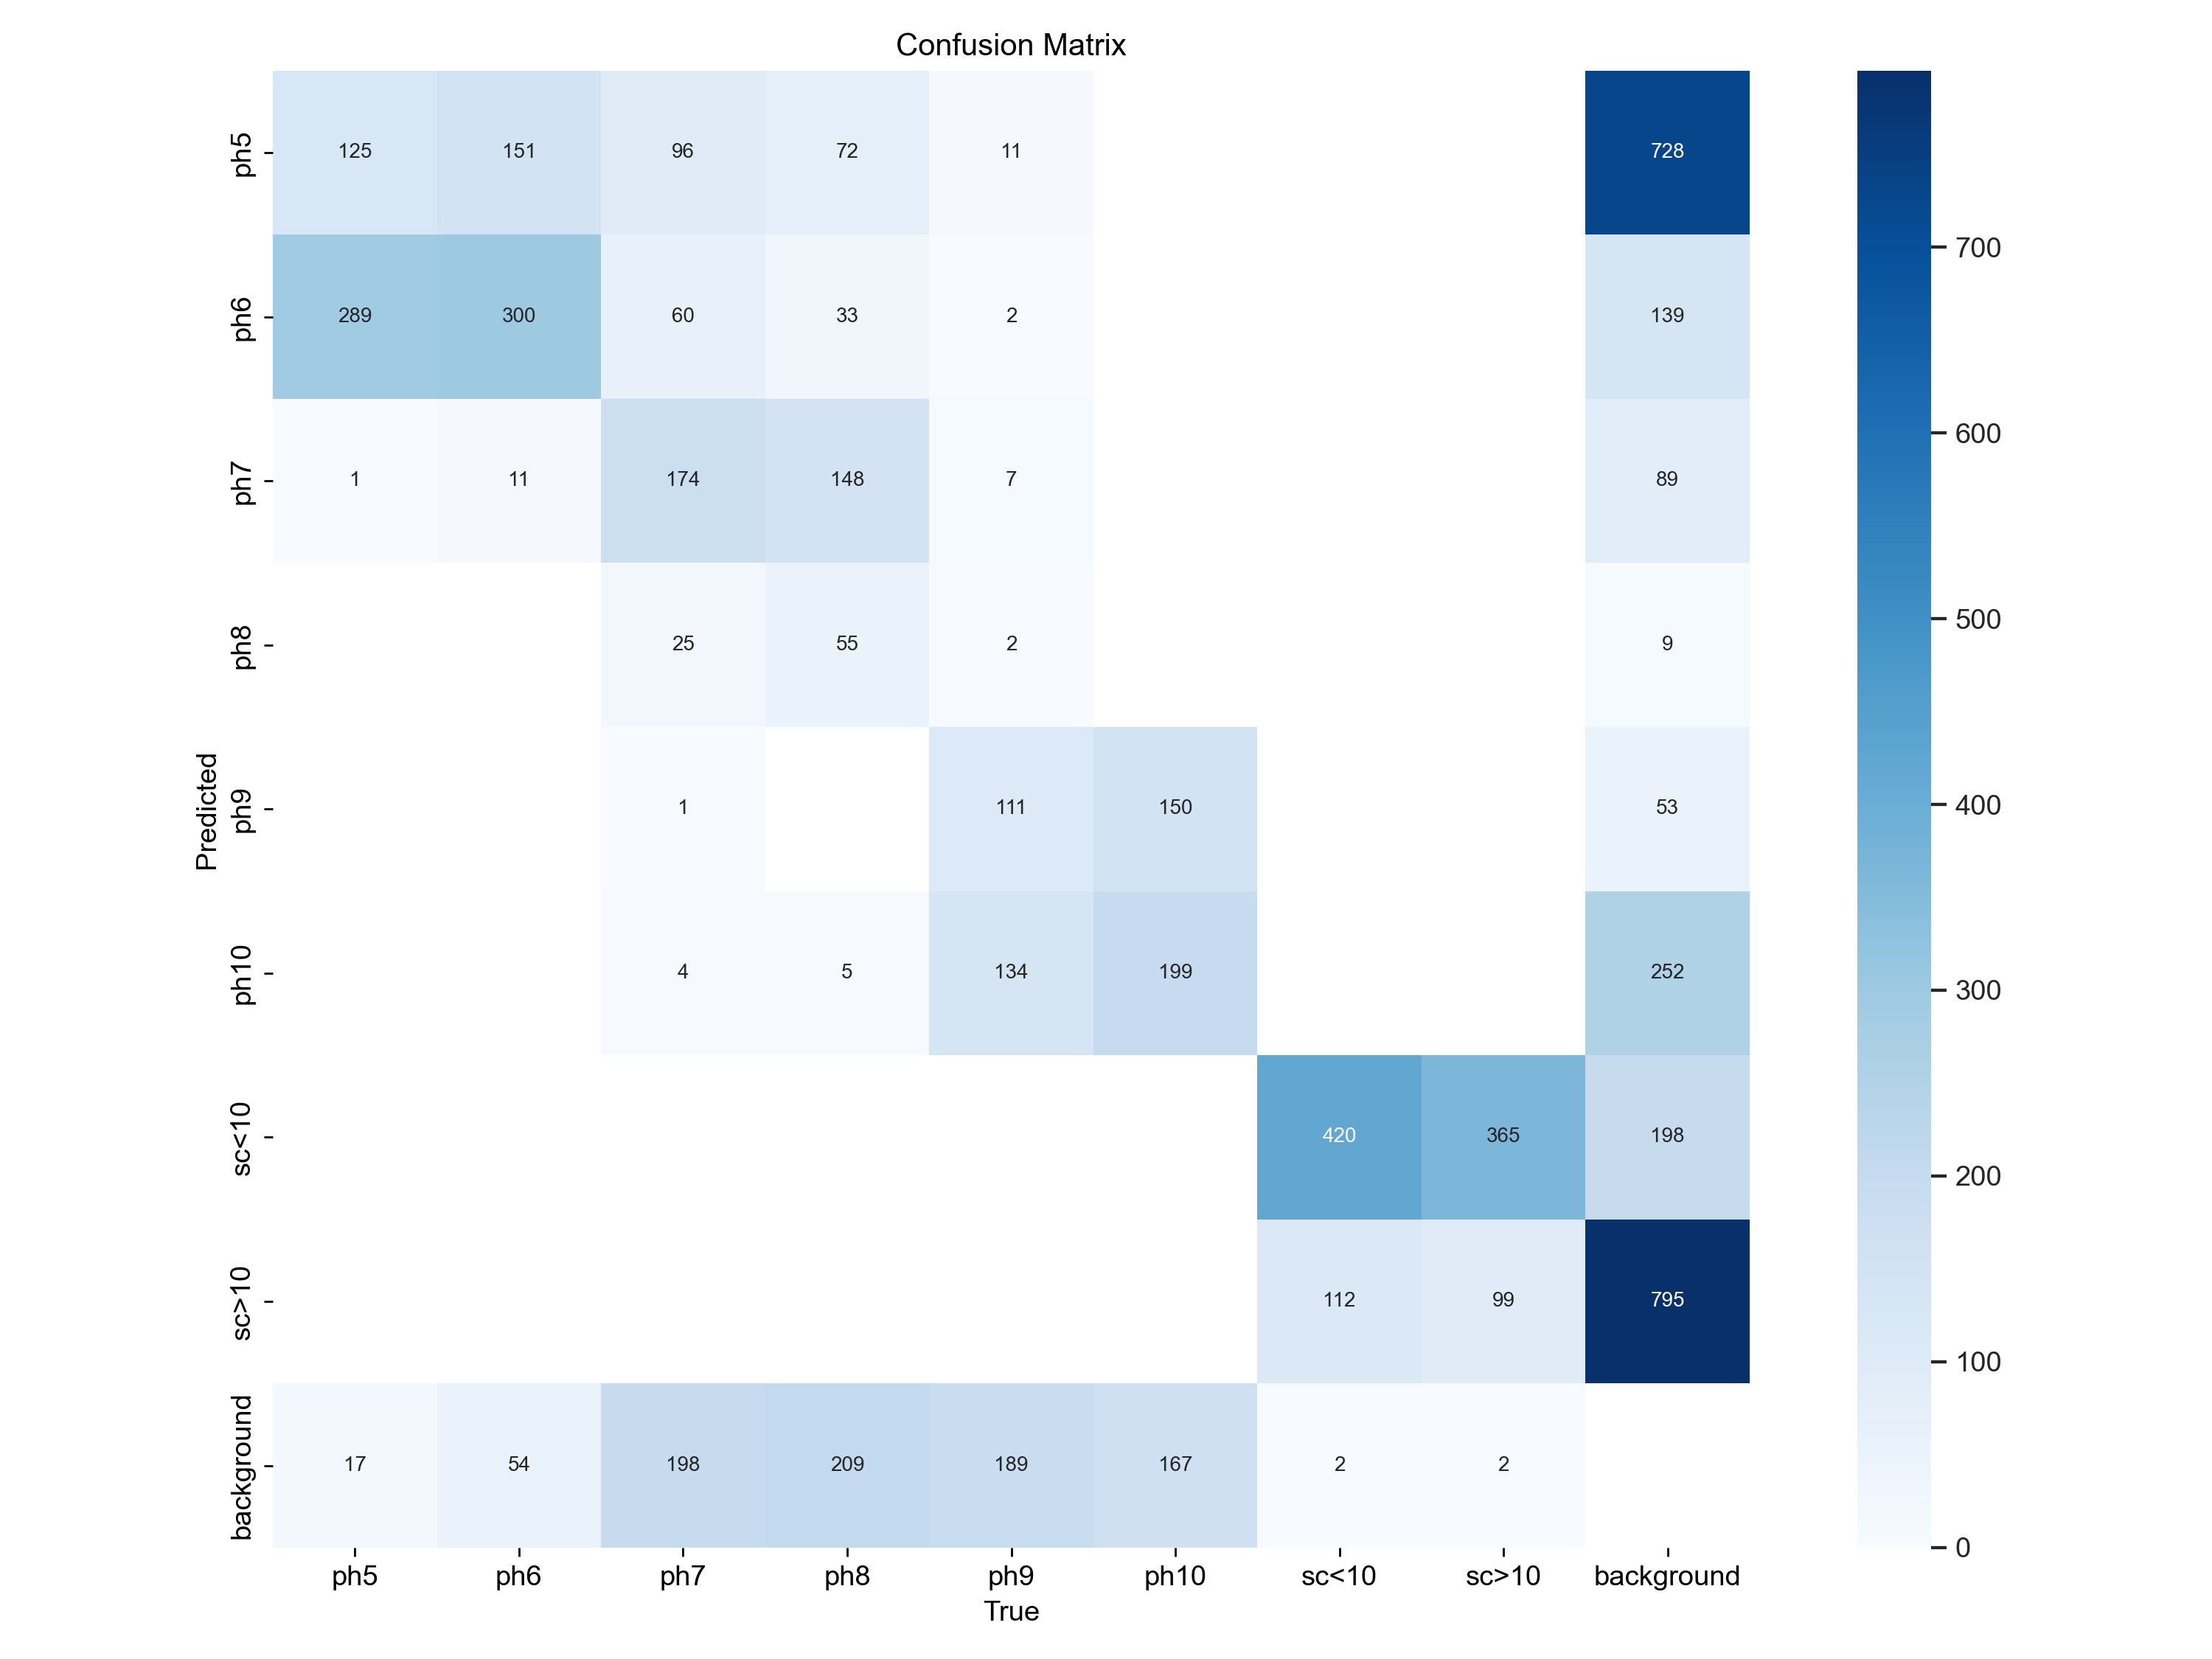 Confusion Matrix
ph5 125 151 96 72 11 728
ph6 289 300 60 33 2 139
ph7 1 11 174 148 7 89
ph8 25 55 2 9
ph9 1 111 150 53
ph10 4 5 134 199 252
sc<10 420 365 198
sc>10 112 99 795
background 17 54 198 209 189 167 2 2
ph5 ph6 ph7 ph8 ph9 ph10 sc<10 sc>10 background
True
Predicted
700
600
500
400
300
200
100
0